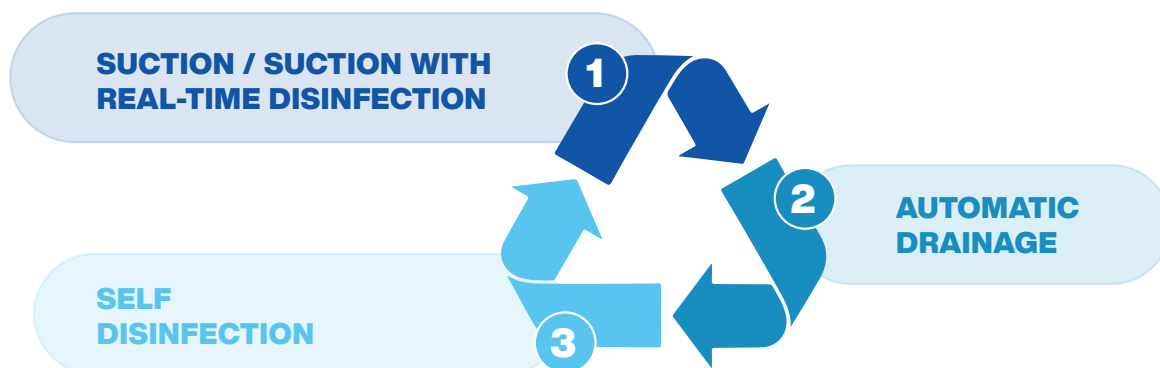 1
SUCTION / SUCTION WITH
REAL-TIME DISINFECTION
2
AUTOMATIC
DRAINAGE
3
SELF
DISINFECTION